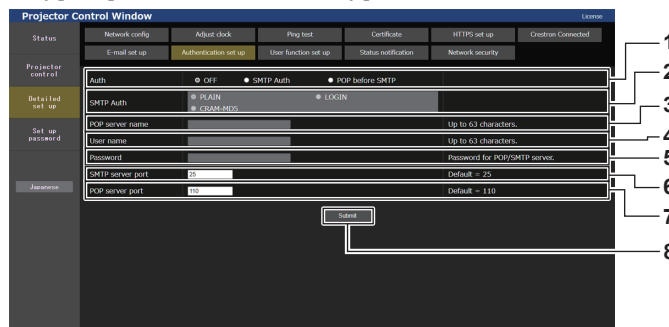 Projector Control Window License
Status Network config Adjust clock Ping test Certificate HTTPS set up Crestron Connected
E-mail set up Authentication set up User function set up Status notification Network security
Projector control
Detailed set up
Set up password
Japanese
Auth OFF SMTP Auth POP before SMTP 1
SMTP Auth PLAIN LOGIN 2
CRAM-MD5
POP server name Up to 63 characters. 3
User name Up to 63 characters. 4
Password Password for POP/SMTP server. 5
SMTP server port 25 Default = 25 6
POP server port 110 Default = 110 7
Submit 8